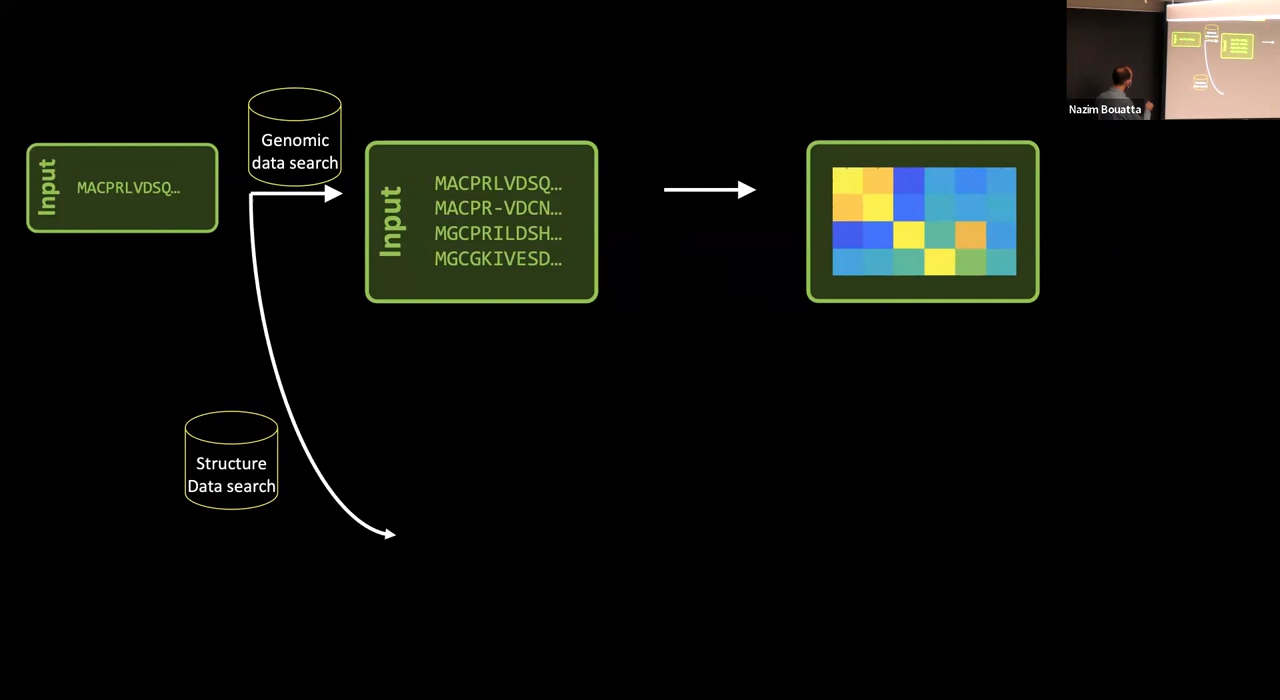 Input
MACPRLVDSQ…
Genomic
data search
Input
MACPRLVDSQ…
MACPR-VDCN…
MGCPRILDSH…
MGCGKIVESD…
Structure
Data search
Nazim Bouatta